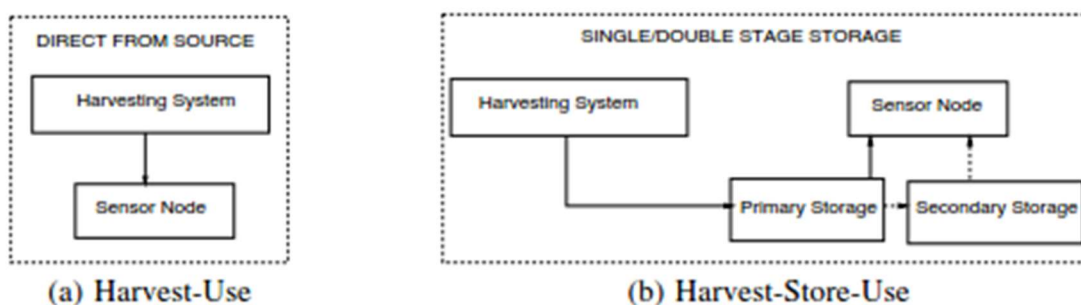 DIRECT FROM SOURCE
Harvesting System
Sensor Node
(a) Harvest-Use
SINGLE/DOUBLE STAGE STORAGE
Harvesting System
Sensor Node
Primary Storage
Secondary Storage
(b) Harvest-Store-Use